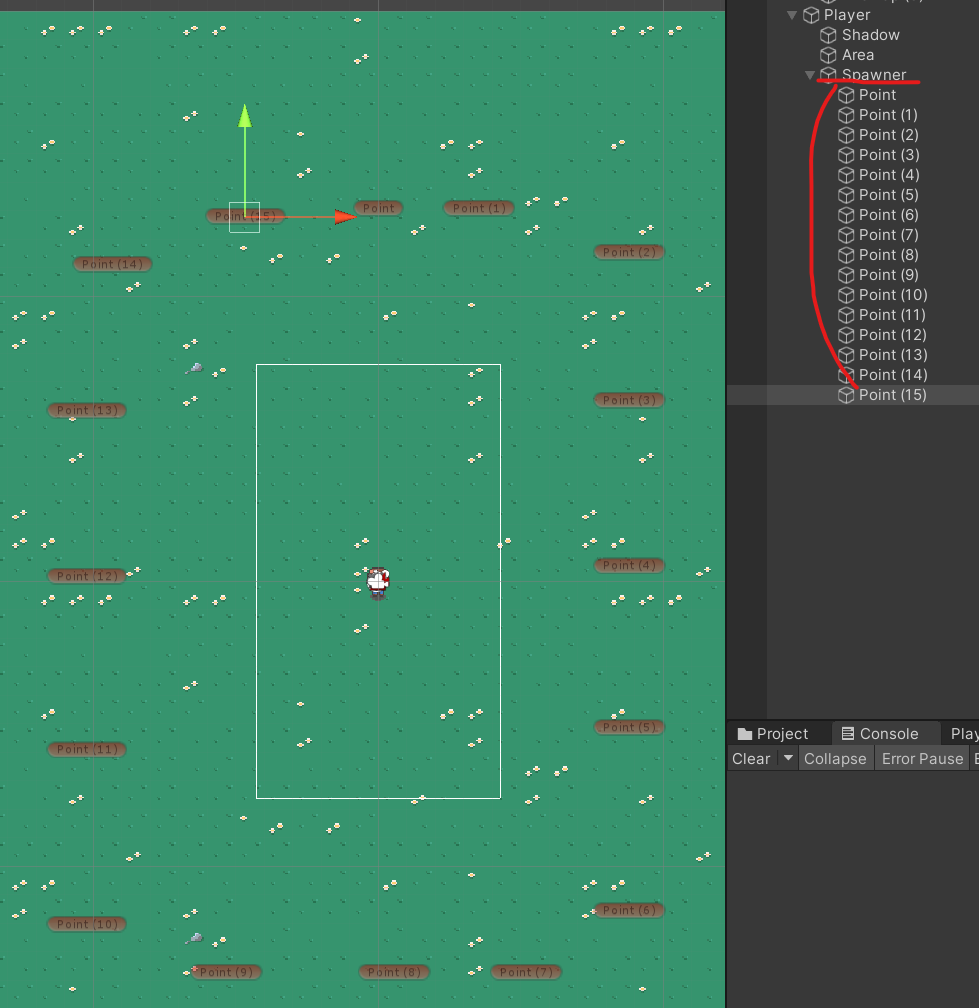 Point (15)
Point
Point (1)
Point (2)
Point (14)
Point (13)
Point (3)
Point (12)
Point (4)
Point (11)
Point (5)
Point (10)
Point (6)
Point (9)
Point (8)
Point (7)
Player
Shadow
Area
Spawner
Point
Point (1)
Point (2)
Point (3)
Point (4)
Point (5)
Point (6)
Point (7)
Point (8)
Point (9)
Point (10)
Point (11)
Point (12)
Point (13)
Point (14)
Point (15)
Project Console Play
Clear Collapse Error Pause